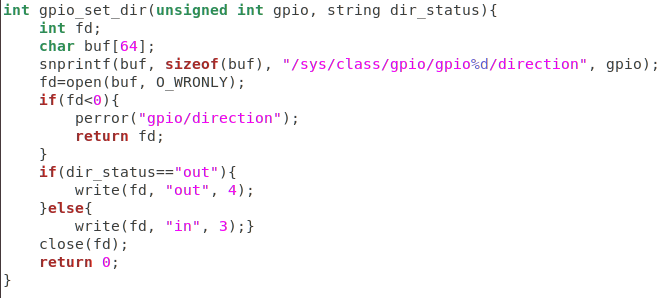 int gpio_set_dir(unsigned int gpio, string dir_status){
    int fd;
    char buf[64];
    snprintf(buf, sizeof(buf), "/sys/class/gpio/gpio%d/direction", gpio);
    fd=open(buf, O_WRONLY);
    if(fd<0){
        perror("gpio/direction");
        return fd;
    }
    if(dir_status=="out"){
        write(fd, "out", 4);
    }else{
        write(fd, "in", 3);}
    close(fd);
    return 0;
}